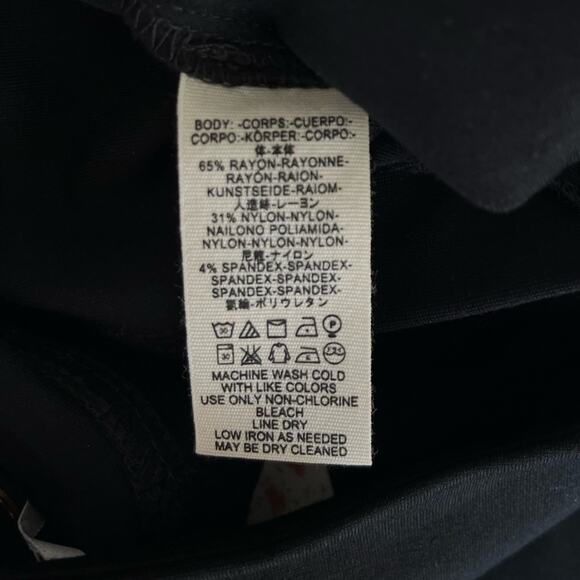 BODY: -CORPS:-CUERPO:-
CORPO:-KÖRPER:-CORPO:-
体-本体
65% RAYON-RAYONNE-
RAYÓN-RAION-
KUNSTSEIDE-RAIOM-
人造絲-レーヨン
31% NYLON-NYLON-
NAILONO POLIAMIDA-
NYLON-NYLON-NYLON-
尼龍-ナイロン
4% SPANDEX-SPANDEX-
SPANDEX-SPANDEX-
SPANDEX-SPANDEX-
氨綸-ポリウレタン
30 P
30
MACHINE WASH COLD
WITH LIKE COLORS
USE ONLY NON-CHLORINE
BLEACH
LINE DRY
LOW IRON AS NEEDED
MAY BE DRY CLEANED